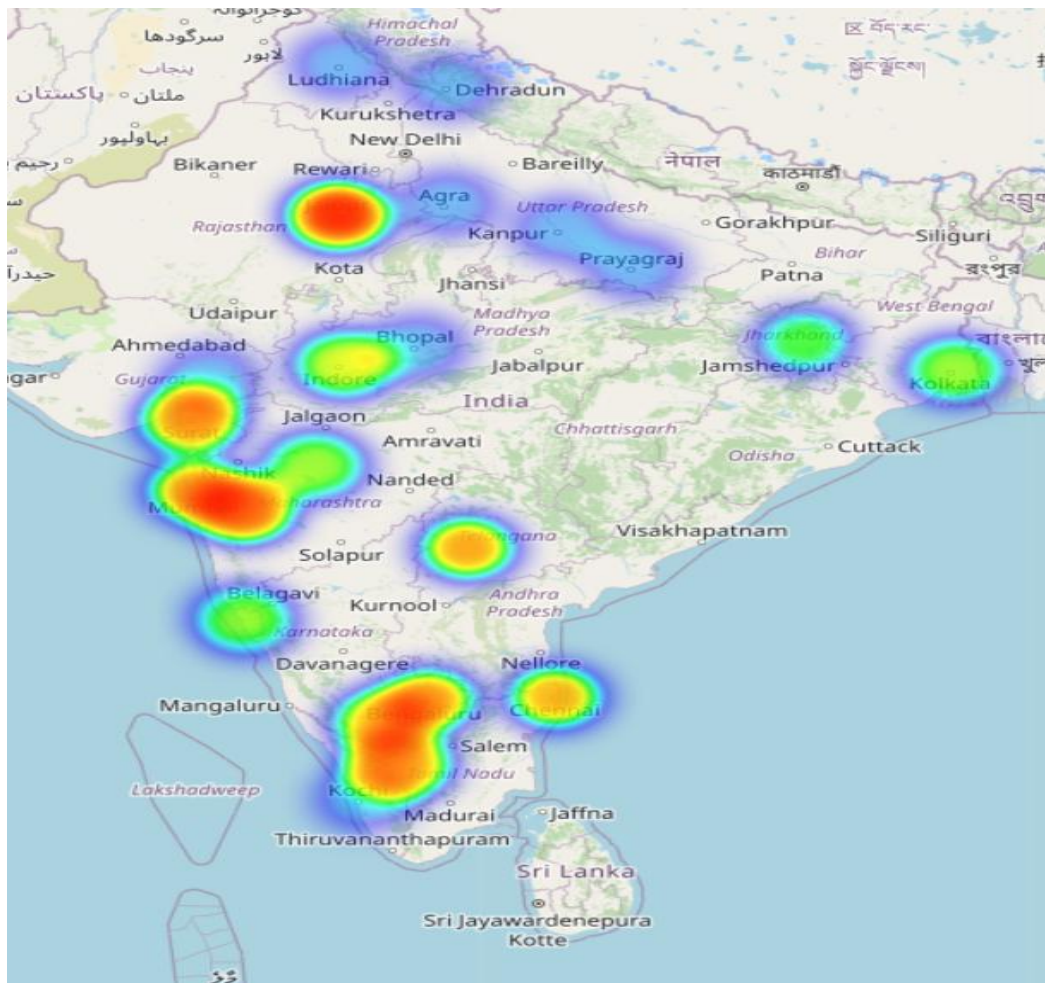 گوجرانوالہ
Himachal
Pradesh
سرگودھا
لاہور
Ludhiana
پنجاب
پاکستان
ملتان
Dehradun
Kurukshetra
New Delhi
بہاولپور
Bikaner
Rewari
Bareilly
नेपाल
काठमाडौं
رحیم
Agra
Uttar Pradesh
Rajasthan
Kanpur
Gorakhpur
Siliguri
Prayagraj
Bihar
Kota
Patna
রংপুর
Jhansi
Udaipur
Madhya
Pradesh
West Bengal
Bhopal
Jharkhand
Ahmedabad
Jabalpur
Jamshedpur
Indore
Gujarat
Kolkata
India
Jalgaon
Surat
Chhattisgarh
Amravati
Cuttack
Odisha
Nashik
Nanded
Maharashtra
Visakhapatnam
Telangana
Solapur
Belagavi
Andhra
Pradesh
Kurnool
Karnataka
Davanagere
Nellore
Mangaluru
Bengaluru
Chennai
Salem
Tamil Nadu
Lakshadweep
Kochi
Madurai
Jaffna
Thiruvananthapuram
Sri Lanka
Sri Jayawardenepura
Kotte